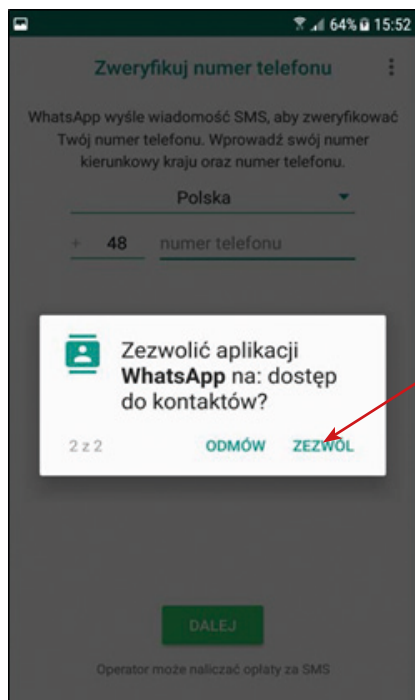 64% 15:52
Zweryfikuj numer telefonu
WhatsApp wyśle wiadomość SMS, aby zweryfikować
Twój numer telefonu. Wprowadź swój numer
kierunkowy kraju oraz numer telefonu.
Polska
+ 48 numer telefonu
Zezwolić aplikacji
WhatsApp na: dostęp
do kontaktów?
2 z 2 ODMÓW ZEZWÓL
DALEJ
Operator może naliczać opłaty za SMS